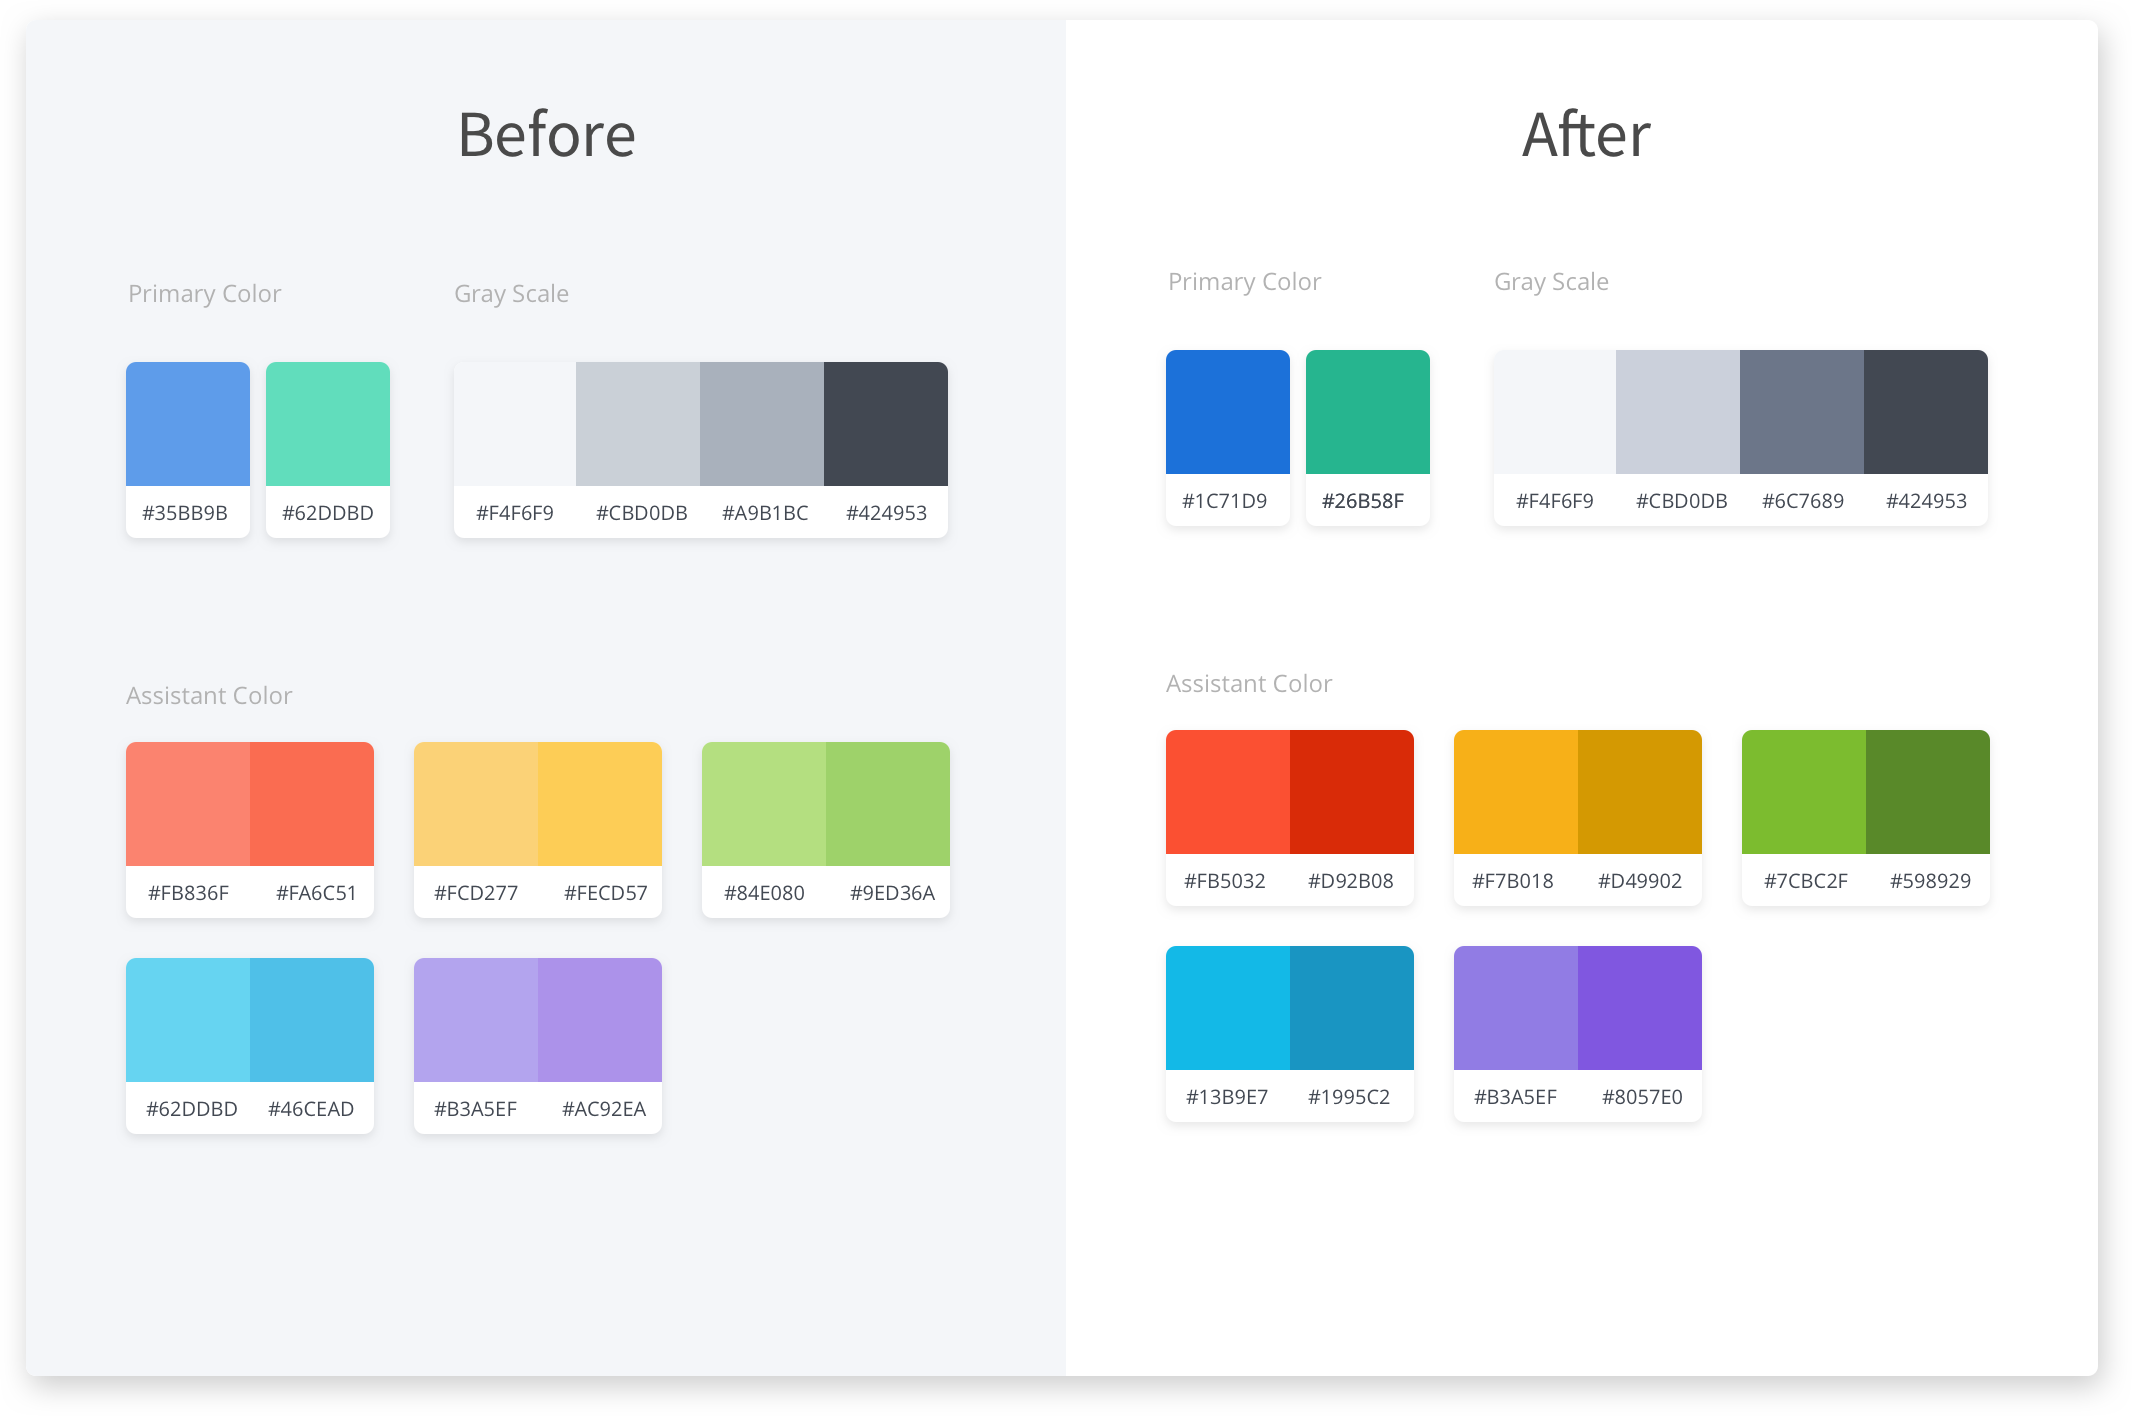 Before
Primary Color
Gray Scale
#35BB9B
#62DDBD
#F4F6F9
#CBD0DB
#A9B1BC
#424953
Assistant Color
#FB836F
#FA6C51
#FCD277
#FECD57
#84E080
#9ED36A
#62DDBD
#46CEAD
#B3A5EF
#AC92EA
After
Primary Color
Gray Scale
#1C71D9
#26B58F
#F4F6F9
#CBD0DB
#6C7689
#424953
Assistant Color
#FB5032
#D92B08
#F7B018
#D49902
#7CBC2F
#598929
#13B9E7
#1995C2
#B3A5EF
#8057E0